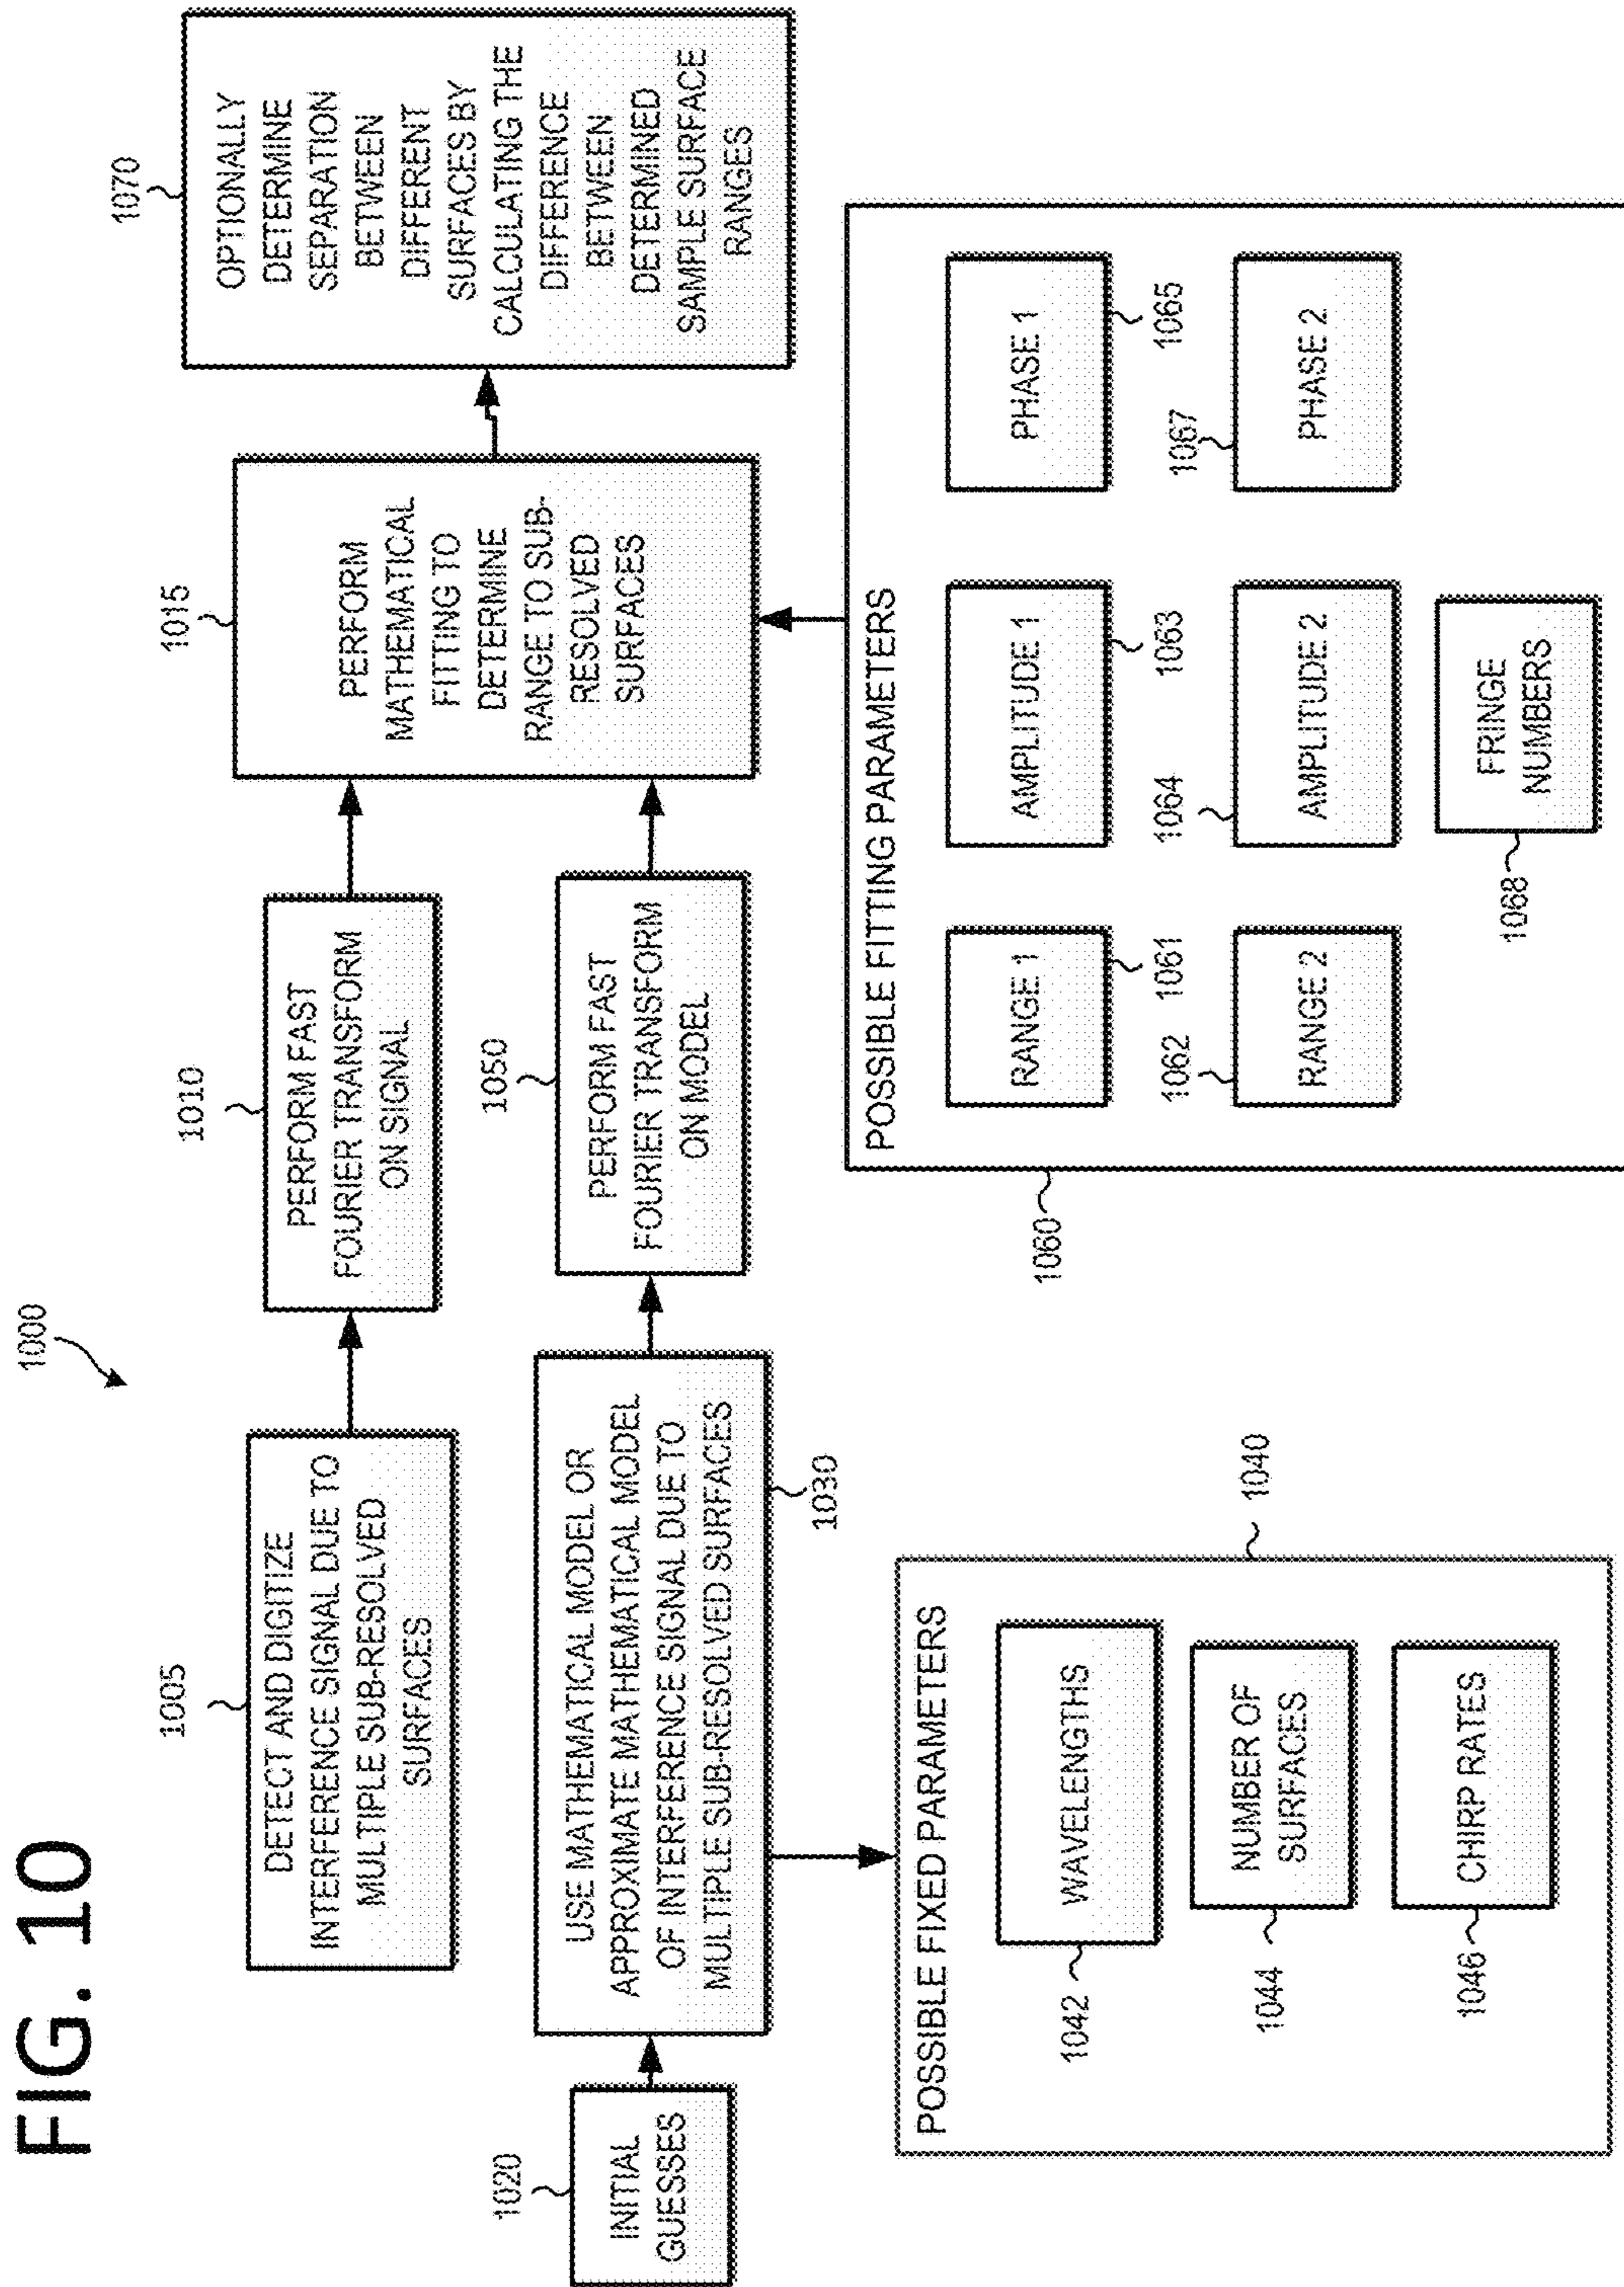 FIG. 10
1000
1005
DETECT AND DIGITIZE
INTERFERENCE SIGNAL DUE TO
MULTIPLE SUB-RESOLVED
SURFACES
1010
PERFORM FAST
FOURIER TRANSFORM
ON SIGNAL
1015
PERFORM
MATHEMATICAL
FITTING TO
DETERMINE
RANGE TO SUB-
RESOLVED
SURFACES
1070
OPTIONALLY
DETERMINE
SEPARATION
BETWEEN
DIFFERENT
SURFACES BY
CALCULATING THE
DIFFERENCE
BETWEEN
DETERMINED
SAMPLE SURFACE
RANGES
1020
INITIAL
GUESSES
USE MATHEMATICAL MODEL OR
APPROXIMATE MATHEMATICAL MODEL
OF INTERFERENCE SIGNAL DUE TO
MULTIPLE SUB-RESOLVED SURFACES
1030
1050
PERFORM FAST
FOURIER TRANSFORM
ON MODEL
1040
POSSIBLE FIXED PARAMETERS
WAVELENGTHS
1042
NUMBER OF
SURFACES
1044
CHIRP RATES
1046
1060
POSSIBLE FITTING PARAMETERS
RANGE 1
1061
AMPLITUDE 1
1063
PHASE 1
1065
1062
RANGE 2
1064
AMPLITUDE 2
1067
PHASE 2
FRINGE
NUMBERS
1068